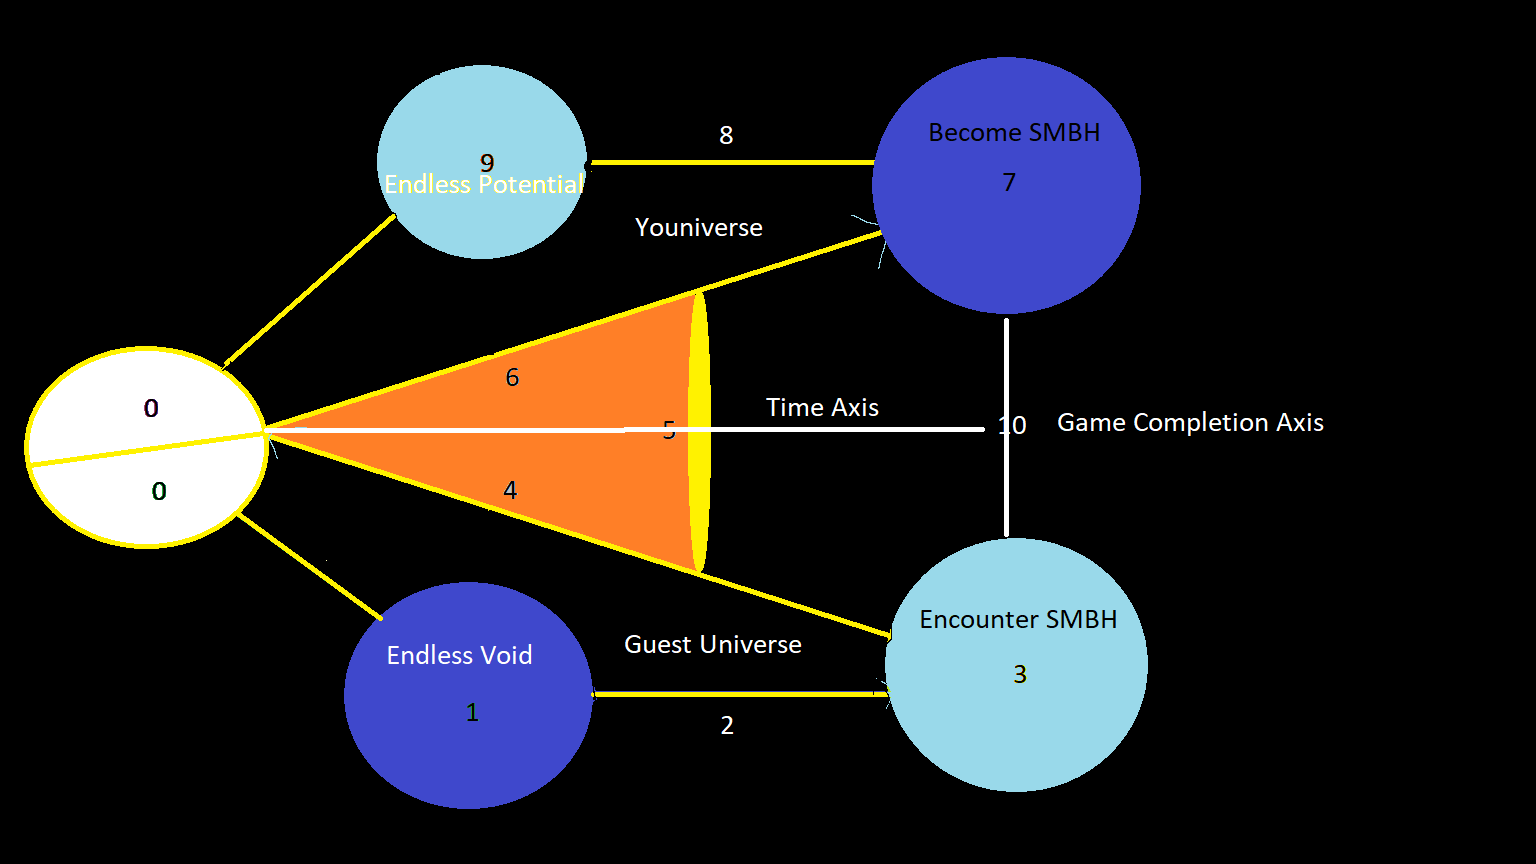 Become SMBH
8
9
7
Endless Potential
Youniverse
6
0
Time Axis
5
10
Game Completion Axis
0
4
Encounter SMBH
Guest Universe
Endless Void
3
1
2